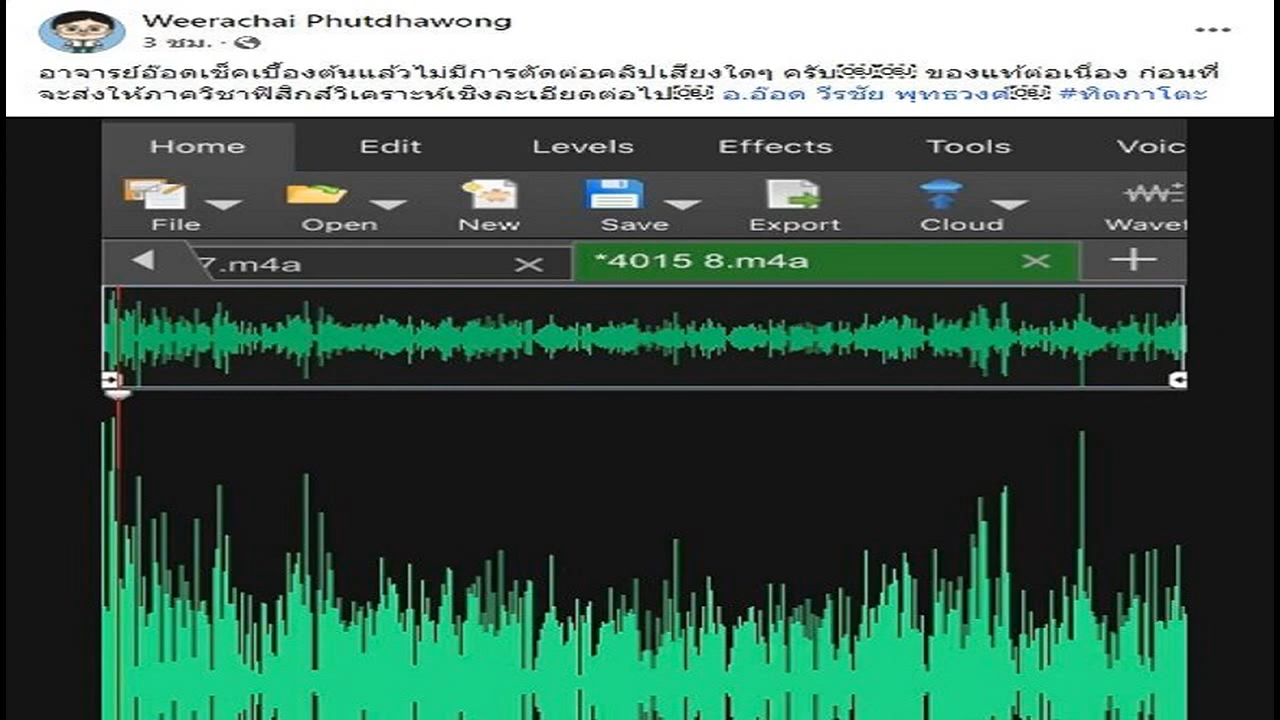 Weerachai Phutdhawong
3 ชม.
อาจารย์อ๊อดเช็คเบื้องต้นแล้วไม่มีการตัดต่อคลิปเสียงใดๆ ครับ ของแท้ต่อเนื่อง ก่อนที่
จะส่งให้ภาควิชาฟิสิกส์วิเคราะห์เชิงละเอียดต่อไป อ.อ๊อด วีรชัย พุทธวงศ์ #ทิดกาโตะ
Home Edit Levels Effects Tools Voic
File Open New Save Export Cloud Wavef
7.m4a *4015 8.m4a